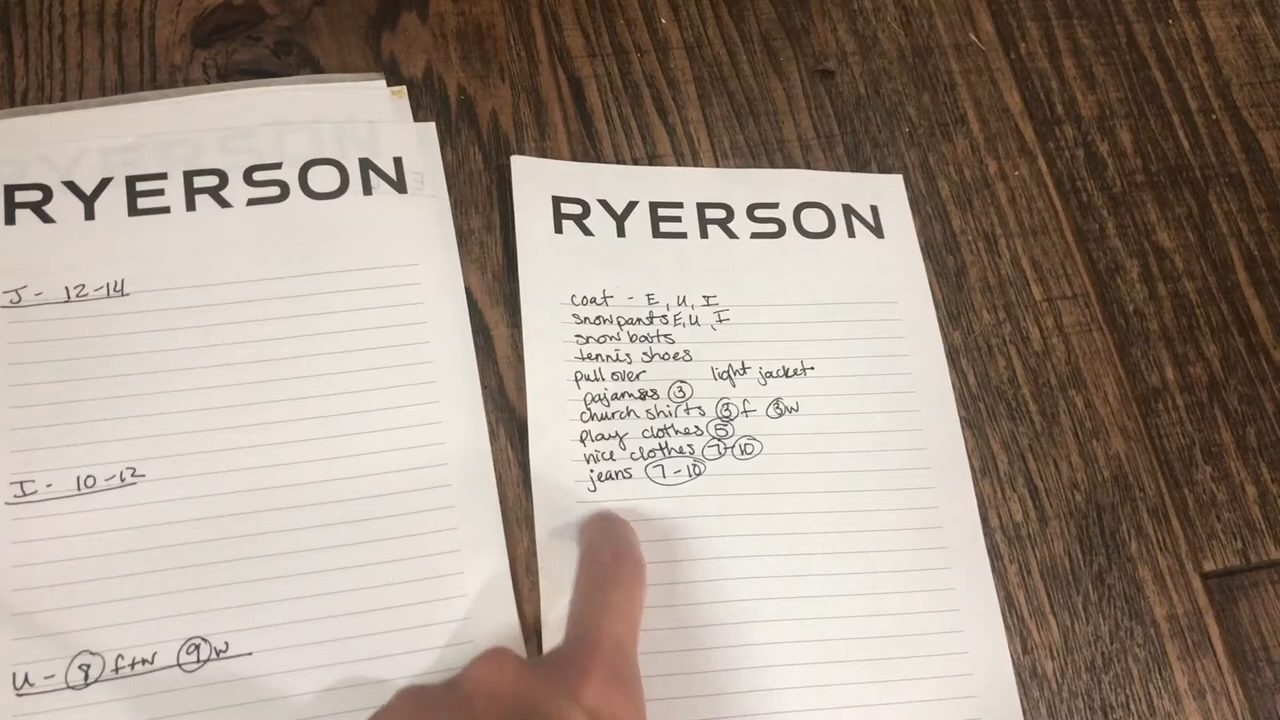 RYERSON
J - 12-14
I - 10-12
U - 8 f+w 9 w
RYERSON
coat - E, U, I
snowpants E, U, I
snow boots
tennis shoes
pull over light jacket
pajamas 3
church shirts 3 f 3 w
play clothes 5
nice clothes 7-10
jeans 7-10